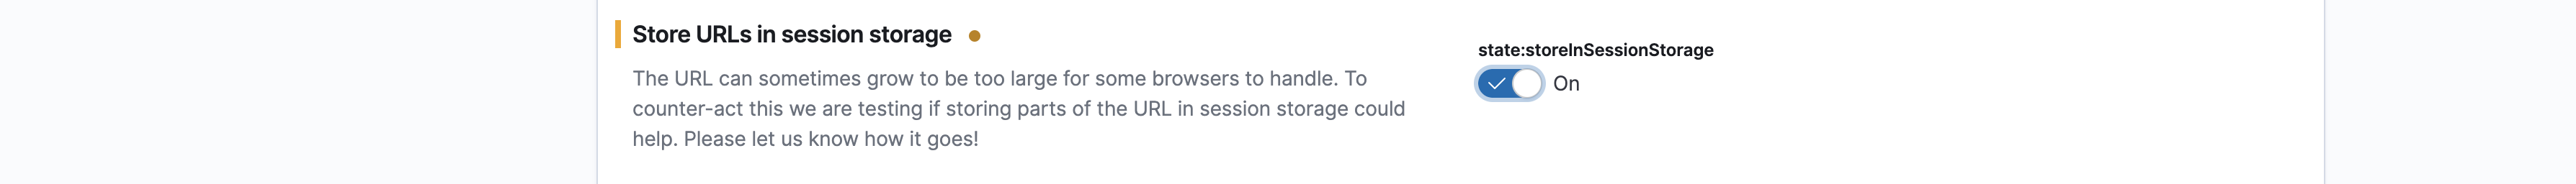 Store URLs in session storage
The URL can sometimes grow to be too large for some browsers to handle. To
counter-act this we are testing if storing parts of the URL in session storage could
help. Please let us know how it goes!
state:storeInSessionStorage
On